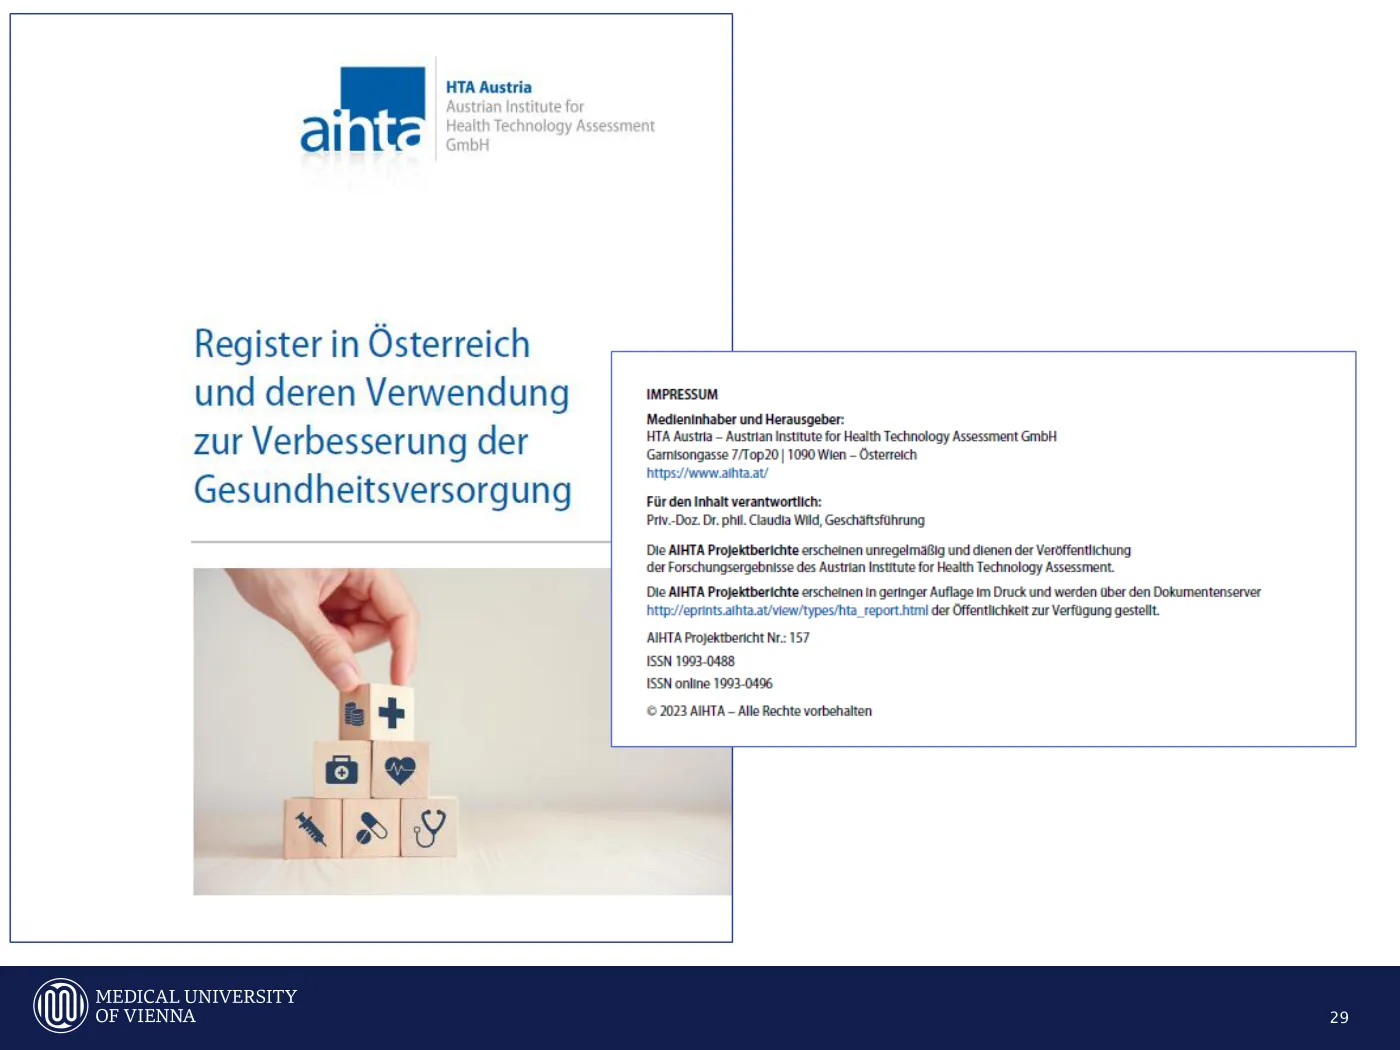 aihta
HTA Austria
Austrian Institute for
Health Technology Assessment
GmbH
Register in Österreich
und deren Verwendung
zur Verbesserung der
Gesundheitsversorgung
IMPRESSUM
Medieninhaber und Herausgeber:
HTA Austria – Austrian Institute for Health Technology Assessment GmbH
Garnisongasse 7/Top20 | 1090 Wien – Österreich
https://www.aihta.at/
Für den Inhalt verantwortlich:
Priv.-Doz. Dr. phil. Claudia Wild, Geschäftsführung
Die AIHTA Projektberichte erscheinen unregelmäßig und dienen der Veröffentlichung
der Forschungsergebnisse des Austrian Institute for Health Technology Assessment.
Die AIHTA Projektberichte erscheinen in geringer Auflage im Druck und werden über den Dokumentenserver
http://eprints.aihta.at/view/types/hta_report.html der Öffentlichkeit zur Verfügung gestellt.
AIHTA Projektbericht Nr.: 157
ISSN 1993-0488
ISSN online 1993-0496
© 2023 AIHTA – Alle Rechte vorbehalten
MEDICAL UNIVERSITY
OF VIENNA
29